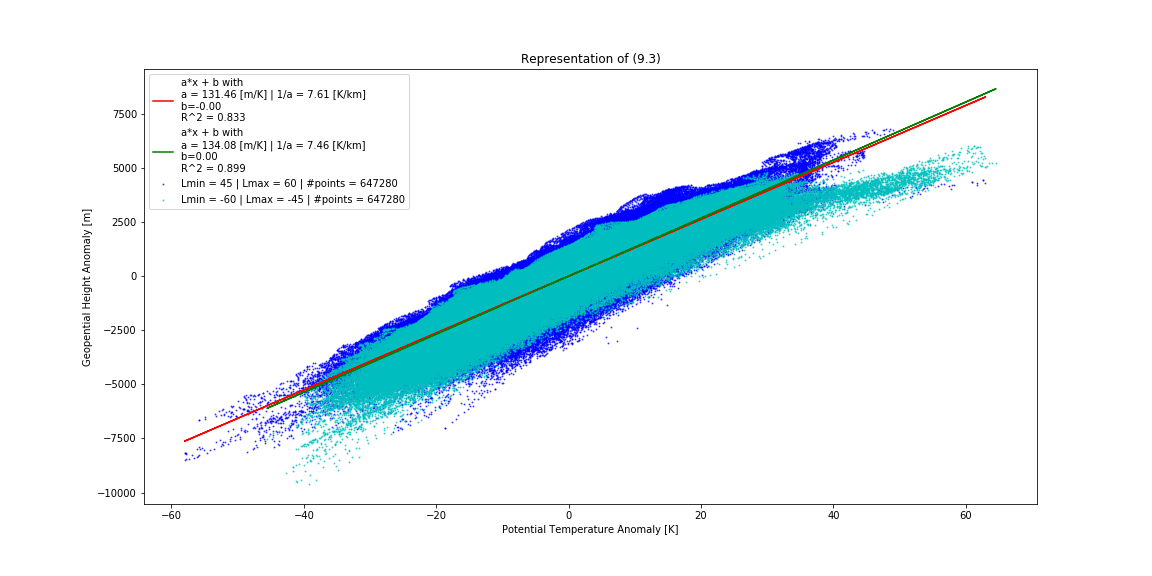 Representation of (9.3)
a*x + b with
a = 131.46 [m/K] | 1/a = 7.61 [K/km]
b=-0.00
R^2 = 0.833
a*x + b with
a = 134.08 [m/K] | 1/a = 7.46 [K/km]
b=0.00
R^2 = 0.899
Lmin = 45 | Lmax = 60 | #points = 647280
Lmin = -60 | Lmax = -45 | #points = 647280
Geopential Height Anomaly [m]
7500
5000
2500
0
−2500
−5000
−7500
−10000
−60 −40 −20 0 20 40 60
Potential Temperature Anomaly [K]